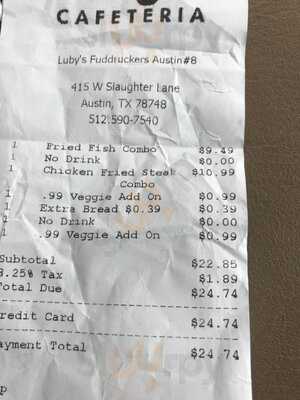 CAFETERIA
Luby's Fuddruckers Austin#8
415 W Slaughter Lane
Austin, TX 78748
512.590-7540
1 Fried Fish Combo $9.49
1 No Drink $0.00
1 Chicken Fried Steak $10.99
Combo
1 .99 Veggie Add On $0.99
1 Extra Bread $0.39 $0.39
1 No Drink $0.00
1 .99 Veggie Add On $0.99
Subtotal $22.85
8.25% Tax $1.89
Total Due $24.74
redit Card $24.74
ayment Total $24.74
p